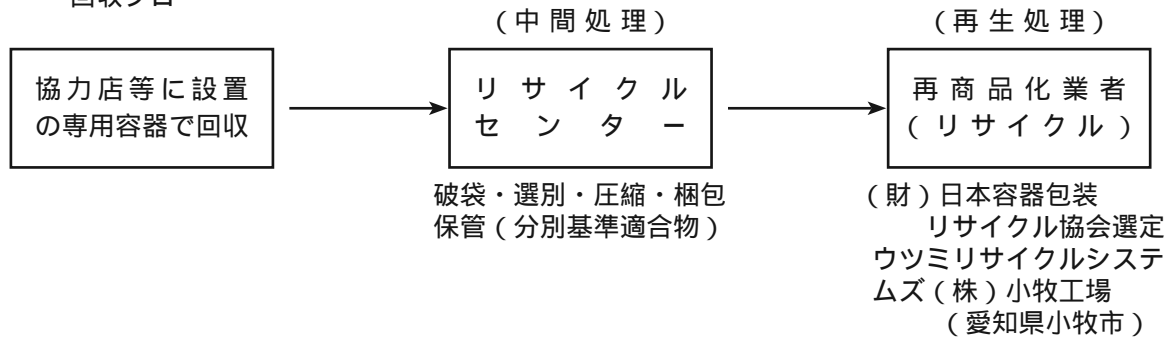 回収フロー
(中間処理)
(再生処理)
協力店等に設置
の専用容器で回収
リサイクル
センター
再商品化業者
(リサイクル)
破袋・選別・圧縮・梱包
保管(分別基準適合物)
(財)日本容器包装
リサイクル協会選定
ウツミリサイクルシステ
ムズ(株)小牧工場
(愛知県小牧市)